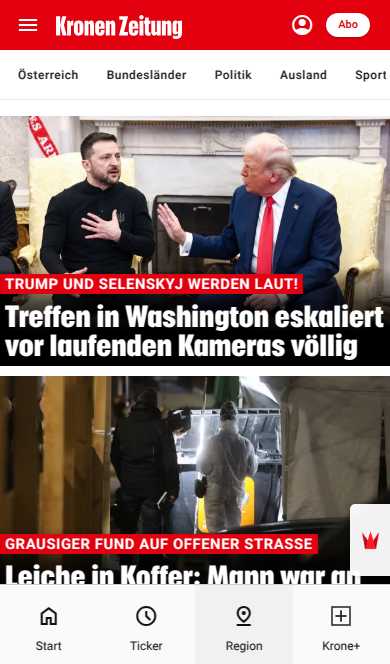 Kronen Zeitung
Abo
Österreich Bundesländer Politik Ausland Sport
TRUMP UND SELENSKYJ WERDEN LAUT!
Treffen in Washington eskaliert
vor laufenden Kameras völlig
GRAUSIGER FUND AUF OFFENER STRASSE
Leiche in Koffer: Mann war an
Start Ticker Region Krone+